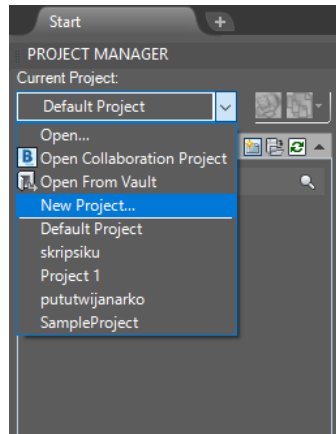 Start
PROJECT MANAGER
Current Project:
Default Project
Open...
B Open Collaboration Project
Open From Vault
New Project...
Default Project
skripsiku
Project 1
pututwijanarko
SampleProject